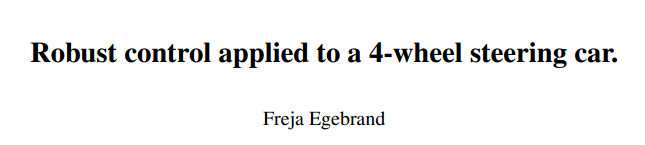 Robust control applied to a 4-wheel steering car.
Freja Egebrand